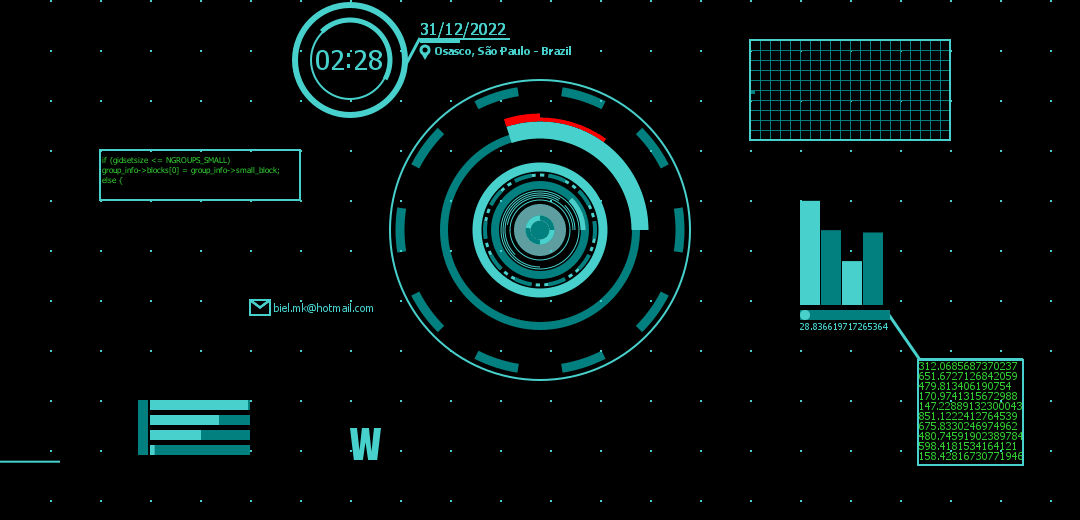 31/12/2022
02:28
Osasco, São Paulo - Brazil
if (gidsetsize <= NGROUPS_SMALL)
group_info->blocks[0] = group_info->small_block;
else {
biel.mk@hotmail.com
28.836619717265364
312.0685687370237
651.6727126842059
479.813406190754
170.9741315672988
147.22889132300043
851.1222412764539
675.8330246974962
480.74591902389784
598.4181534164121
158.42816730771946
W